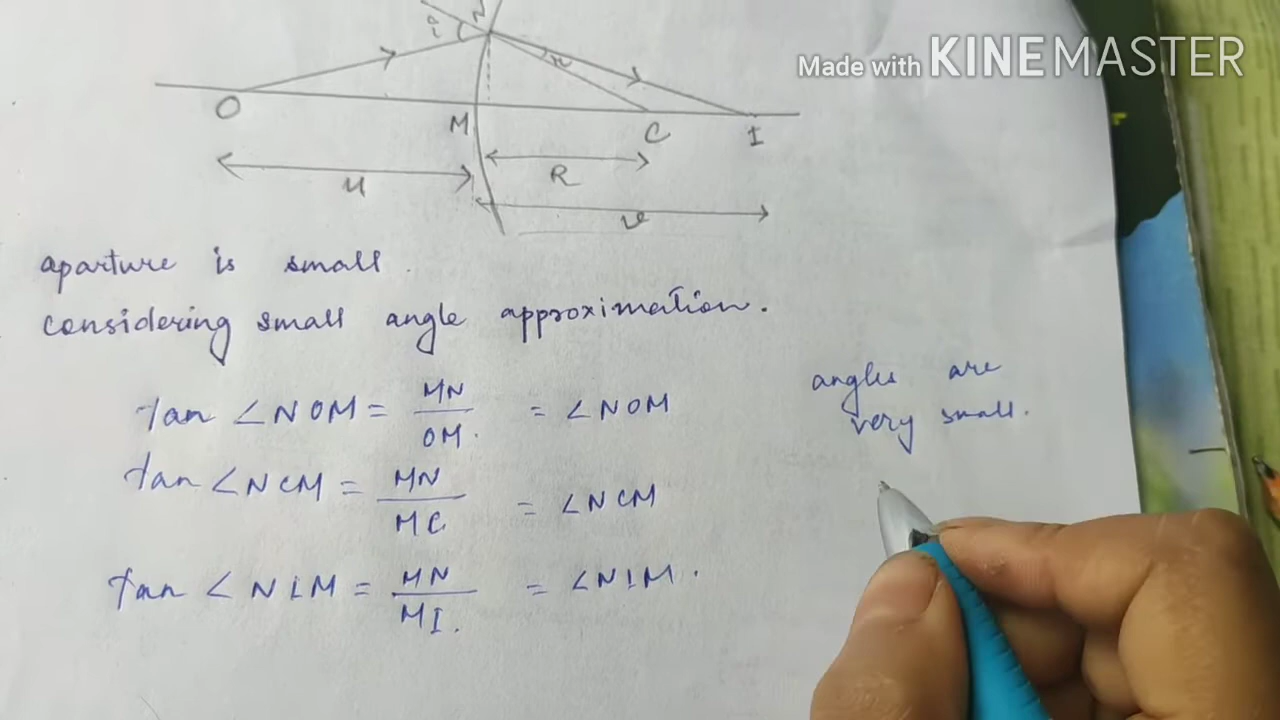 Made with KINEMASTER
i N
r
O M C I
u R v
aparture is small.
considering small angle approximation.
tan ∠NOM = MN/OM. = ∠NOM
angles are
very small.
tan ∠NCM = MN/MC = ∠NCM
tan ∠NIM = MN/MI. = ∠NIM.